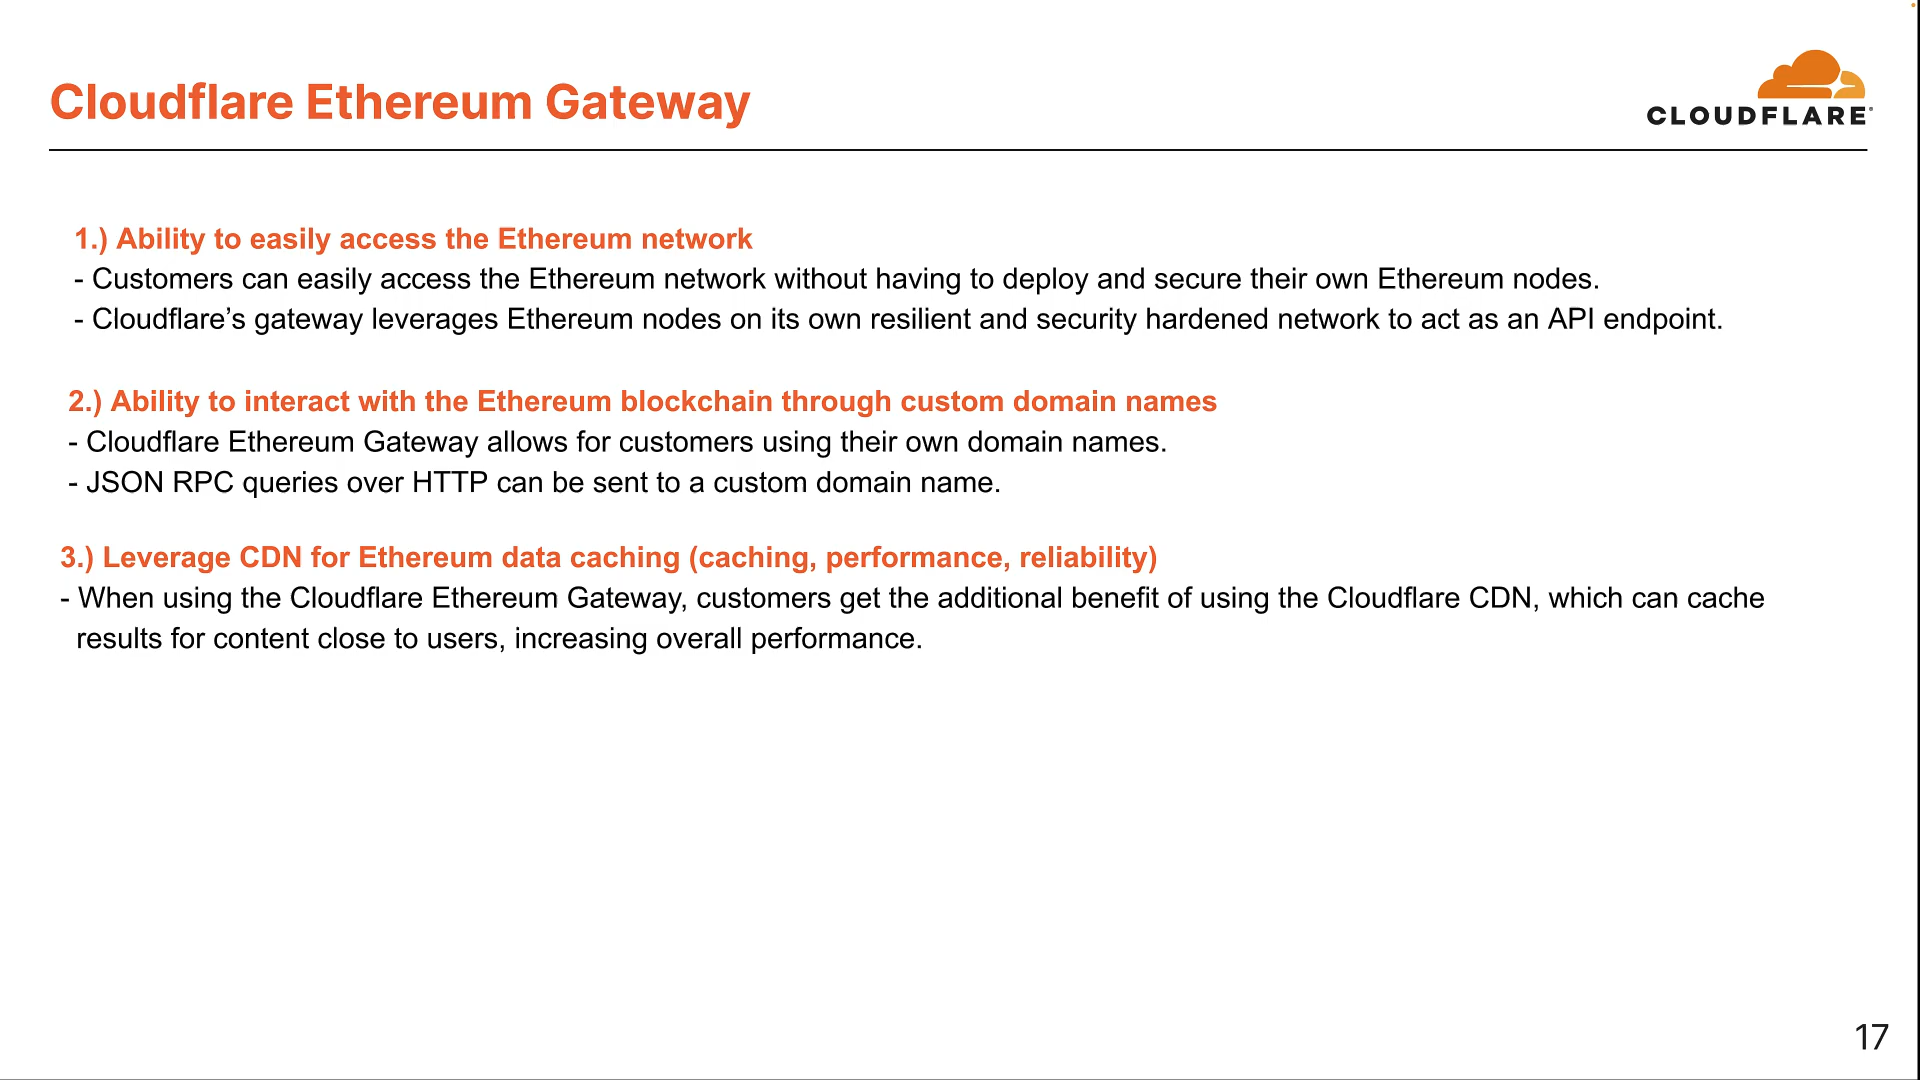 Cloudflare Ethereum Gateway
CLOUDFLARE®
1.) Ability to easily access the Ethereum network
- Customers can easily access the Ethereum network without having to deploy and secure their own Ethereum nodes.
- Cloudflare’s gateway leverages Ethereum nodes on its own resilient and security hardened network to act as an API endpoint.
2.) Ability to interact with the Ethereum blockchain through custom domain names
- Cloudflare Ethereum Gateway allows for customers using their own domain names.
- JSON RPC queries over HTTP can be sent to a custom domain name.
3.) Leverage CDN for Ethereum data caching (caching, performance, reliability)
- When using the Cloudflare Ethereum Gateway, customers get the additional benefit of using the Cloudflare CDN, which can cache
results for content close to users, increasing overall performance.
17